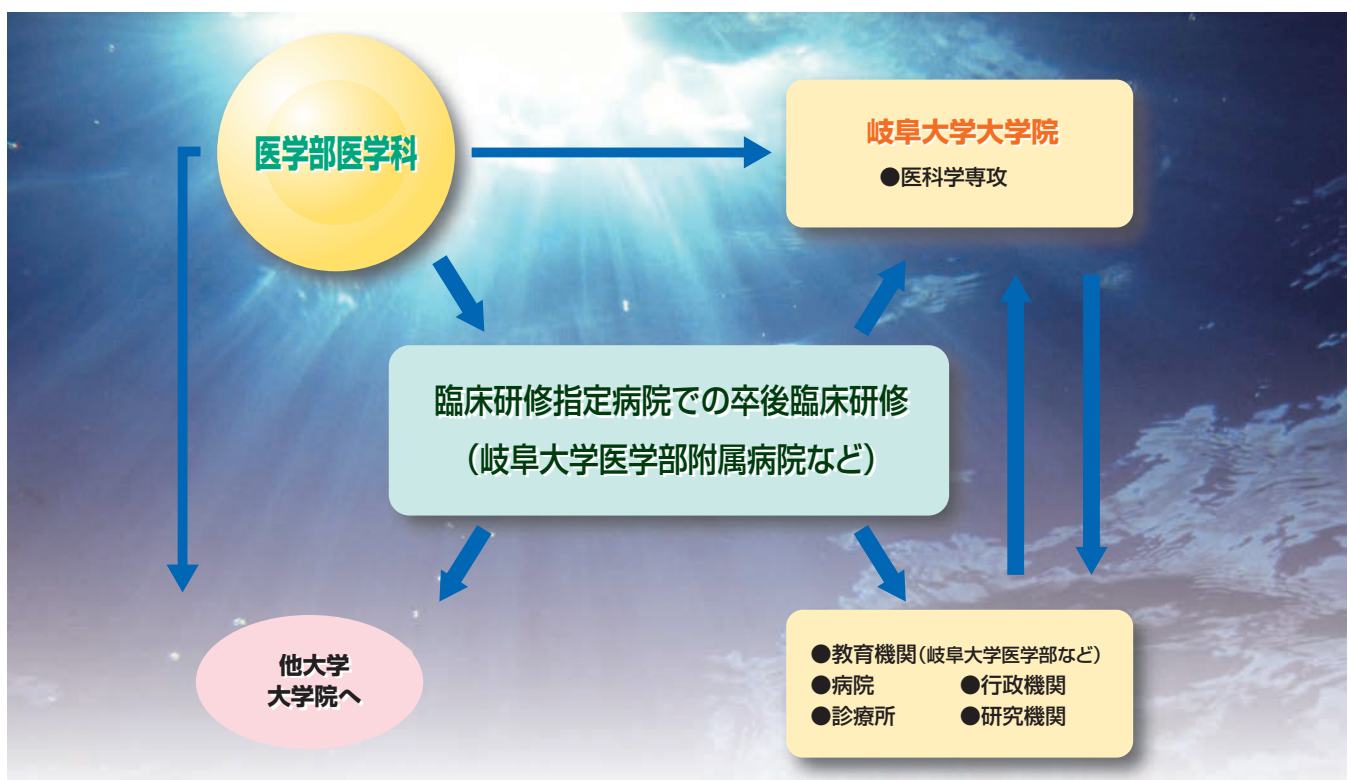 医学部医学科
岐阜大学大学院
●医科学専攻
臨床研修指定病院での卒後臨床研修
（岐阜大学医学部附属病院など）
他大学
大学院へ
●教育機関（岐阜大学医学部など）
●病院 ●行政機関
●診療所 ●研究機関